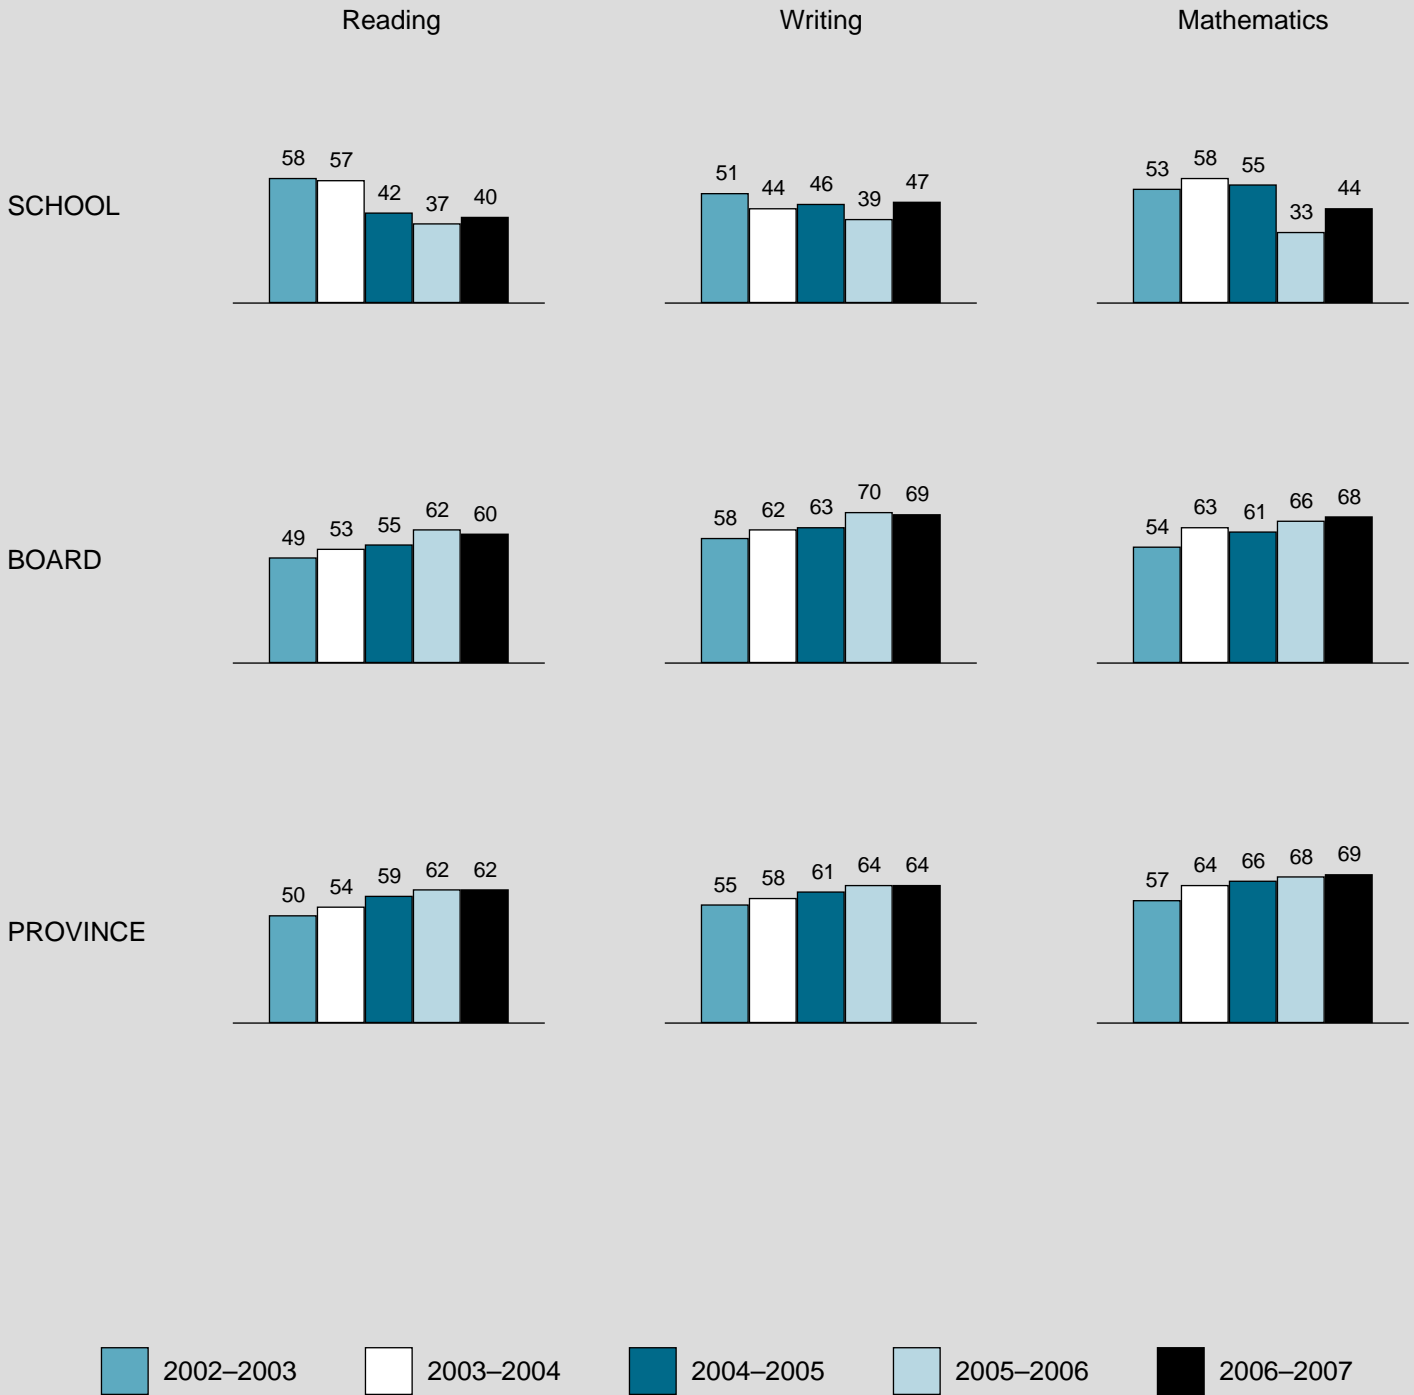 Reading Writing Mathematics
SCHOOL
58 57 42 37 40
51 44 46 39 47
53 58 55 33 44
BOARD
49 53 55 62 60
58 62 63 70 69
54 63 61 66 68
PROVINCE
50 54 59 62 62
55 58 61 64 64
57 64 66 68 69
2002–2003 2003–2004 2004–2005 2005–2006 2006–2007